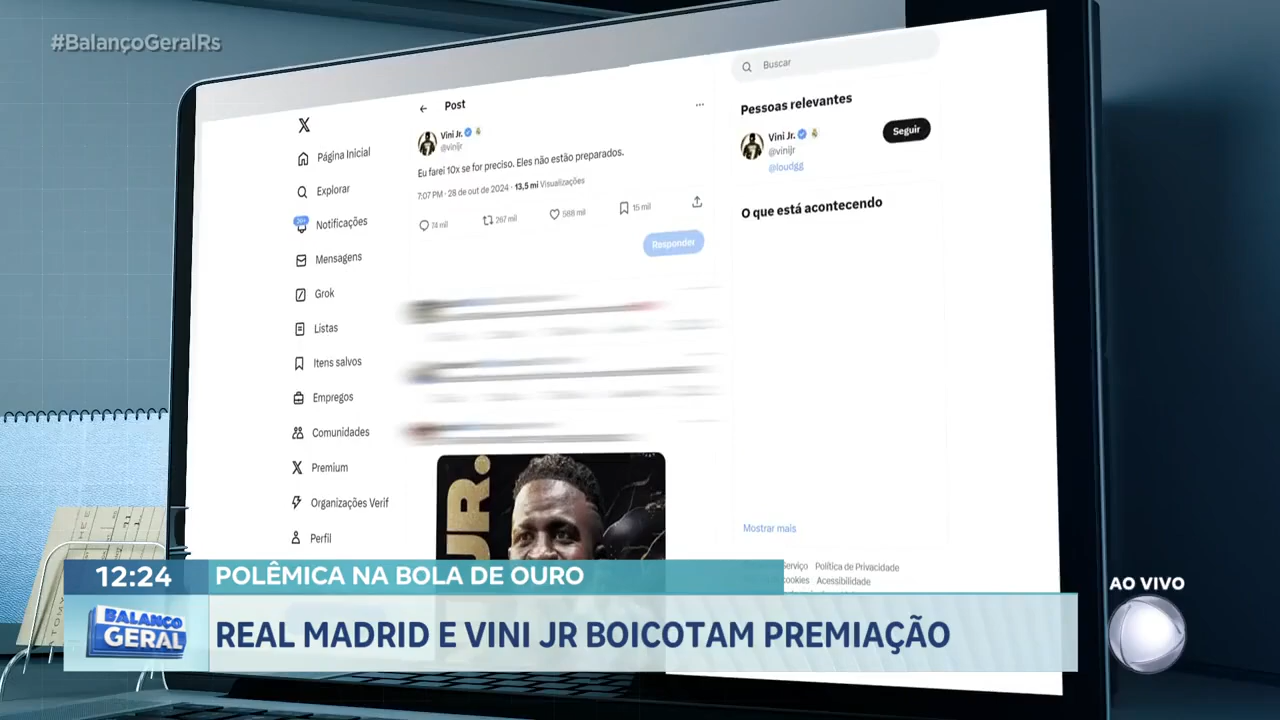 #BalançoGeralRs
Buscar
Post
Pessoas relevantes
Vini Jr.
@vinijr
Vini Jr.
@vinijr
@loudgg
Seguir
Eu farei 10x se for preciso. Eles não estão preparados.
7:07 PM · 28 de out de 2024 · 13,5 mi Visualizações
74 mil
267 mil
568 mil
15 mil
Responder
O que está acontecendo
Página Inicial
Explorar
Notificações
Mensagens
Grok
Listas
Itens salvos
Empregos
Comunidades
Premium
Organizações Verif
Perfil
JR.
Mostrar mais
Política de Privacidade
cookies Acessibilidade
12:24
POLÊMICA NA BOLA DE OURO
BALANÇO
GERAL
REAL MADRID E VINI JR BOICOTAM PREMIAÇÃO
AO VIVO